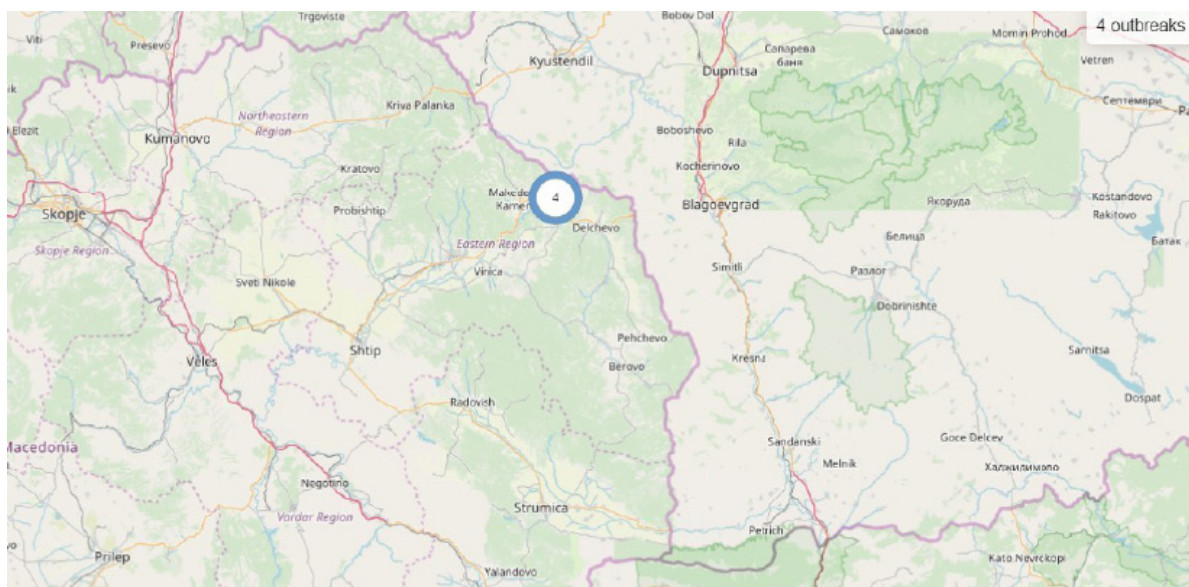 Trgoviste
Bobov Dol
4 outbreaks
Viti
Presevo
Самоков
Momin Prohod
Сапарева
баня
Kyustendil
Vetren
Dupnitsa
Kriva Palanka
Септември
Northeastern
Region
Elezit
Boboshevo
Rila
Kumanovo
Kocherinovo
Kratovo
4
Kamen
Kostandovo
Probishtip
Blagoevgrad
Якоруда
Rakitovo
Skopje
Delchevo
Белица
Батак
Skopje Region
Eastern Region
Simitli
Разлог
Vinica
Sveti Nikole
Dobrinishte
Pehchevo
Shtip
Veles
Kresna
Sarnitsa
Berovo
Dospat
Radovish
Macedonia
Sandanski
Goce Delcev
Melnik
Хаджидимово
Negotino
Strumica
Vardar Region
Petrich
Prilep
Valandovo
Kato Nevrokopi